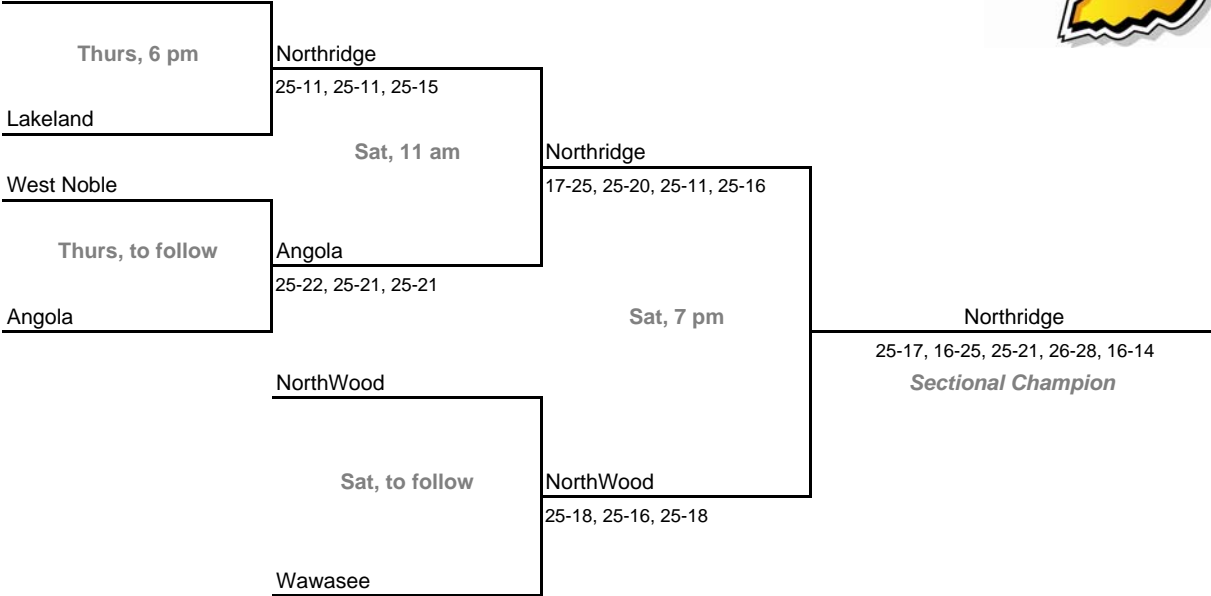 Thurs, 6 pm
Northridge
25-11, 25-11, 25-15
Lakeland
Sat, 11 am
Northridge
17-25, 25-20, 25-11, 25-16
West Noble
Thurs, to follow
Angola
25-22, 25-21, 25-21
Angola
Sat, 7 pm
Northridge
25-17, 16-25, 25-21, 26-28, 16-14
Sectional Champion
NorthWood
Sat, to follow
NorthWood
25-18, 25-16, 25-18
Wawasee